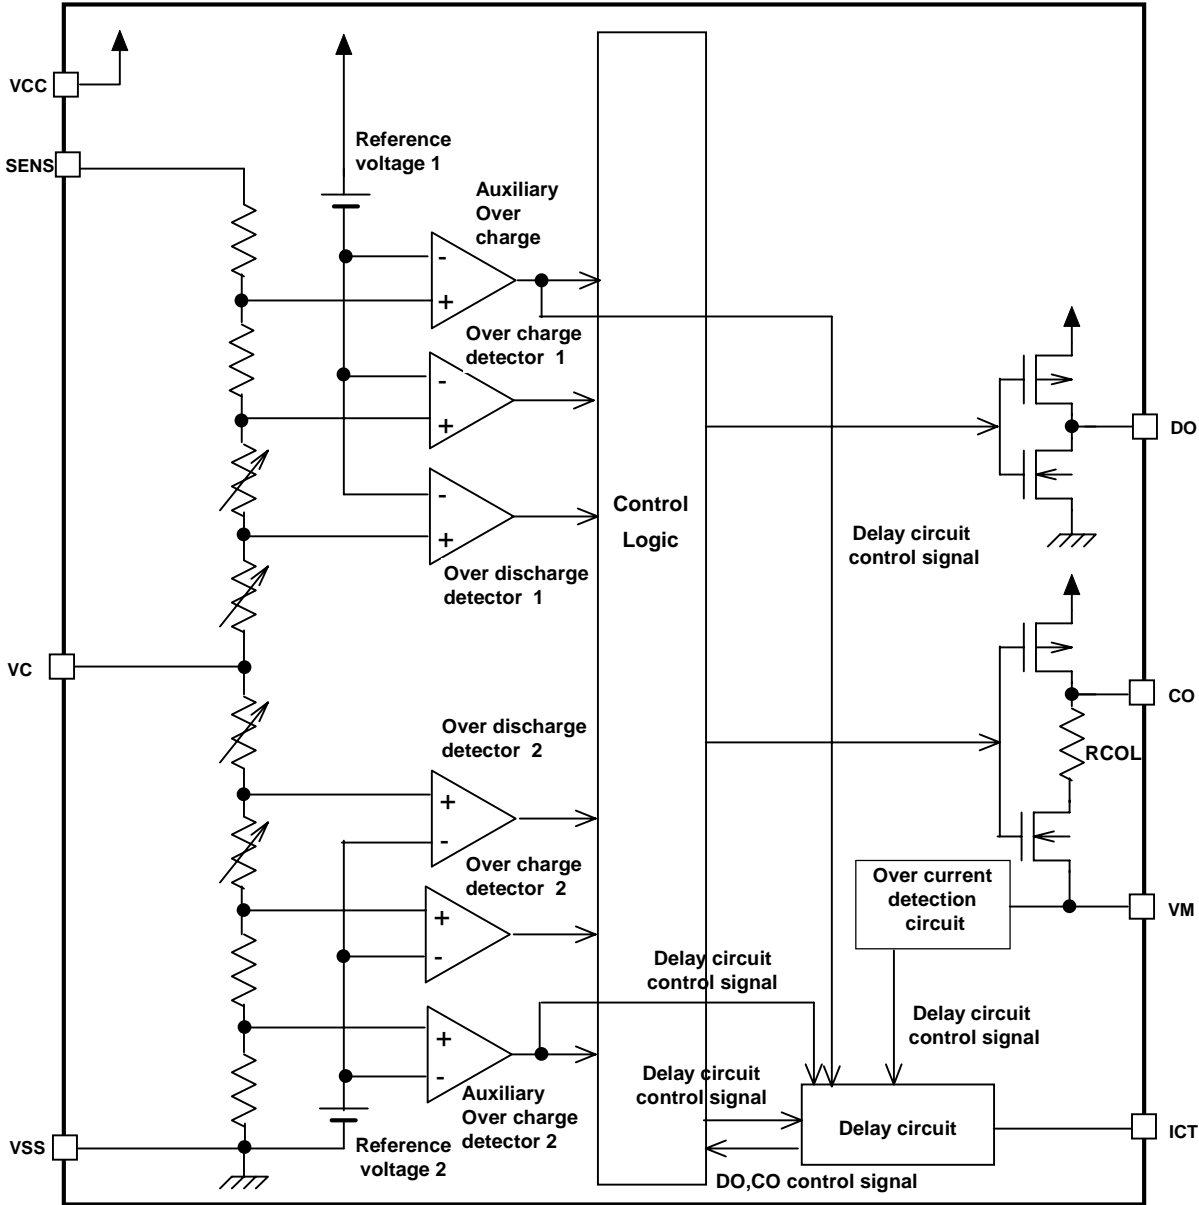 VCC
SENS
Reference
voltage 1
Auxiliary
Over
charge
-
+
Over charge
detector 1
-
+
-
+
Over discharge
detector 1
Control
Logic
Delay circuit
control signal
DO
VC
CO
RCOL
Over discharge
detector 2
+
-
Over charge
detector 2
+
-
Over current
detection
circuit
VM
Delay circuit
control signal
Delay circuit
control signal
+
-
Auxiliary
Over charge
detector 2
Delay circuit
control signal
Delay circuit
ICT
VSS
Reference
voltage 2
DO,CO control signal